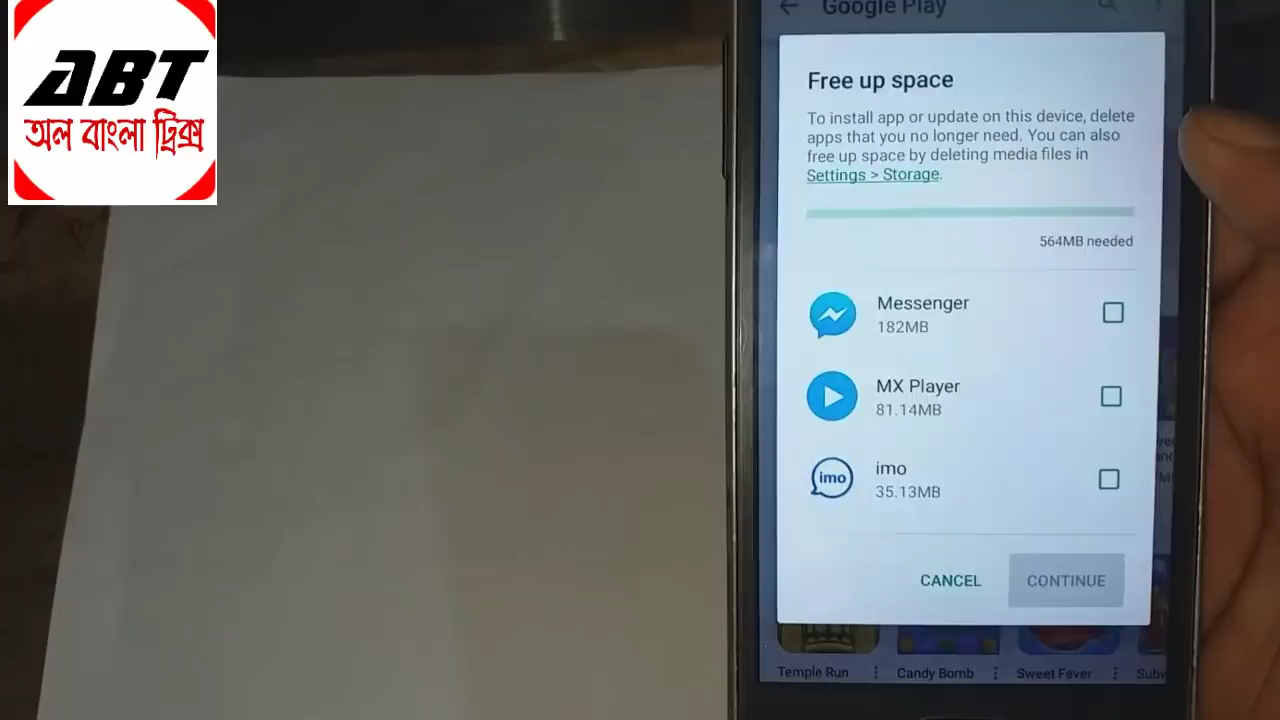 ABT
অল বাংলা ট্রিক্স
Google Play
Free up space
To install app or update on this device, delete
apps that you no longer need. You can also
free up space by deleting media files in
Settings > Storage.
564MB needed
Messenger
182MB
MX Player
81.14MB
imo
imo
35.13MB
CANCEL
CONTINUE
Temple Run
Candy Bomb
Sweet Fever